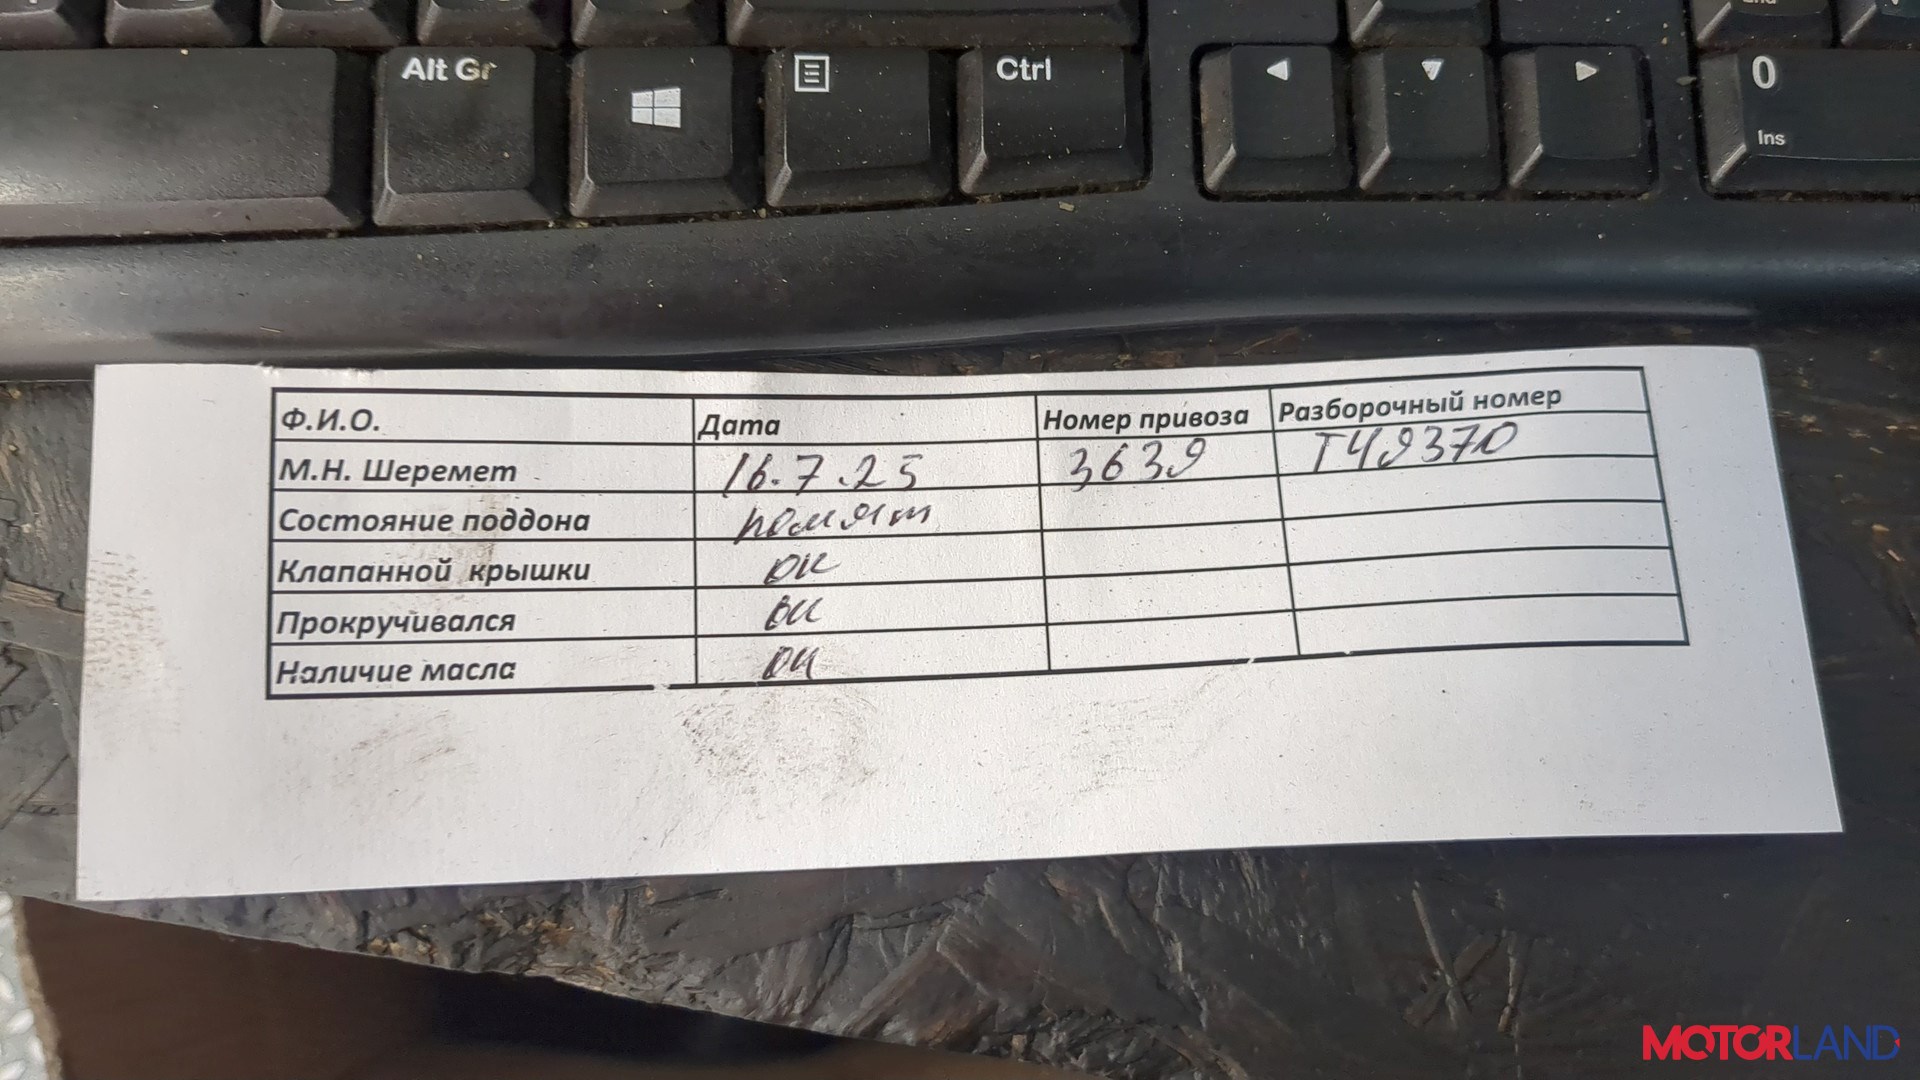 Alt Gr Ctrl 0
Ins
Ф.И.О. Дата Номер привоза Разборочный номер
М.Н. Шеремет 16.7.25 3639 Т49370
Состояние поддона помят
Клапанной крышки ок
Прокручивался ок
Наличие масла ок
MOTORLAND